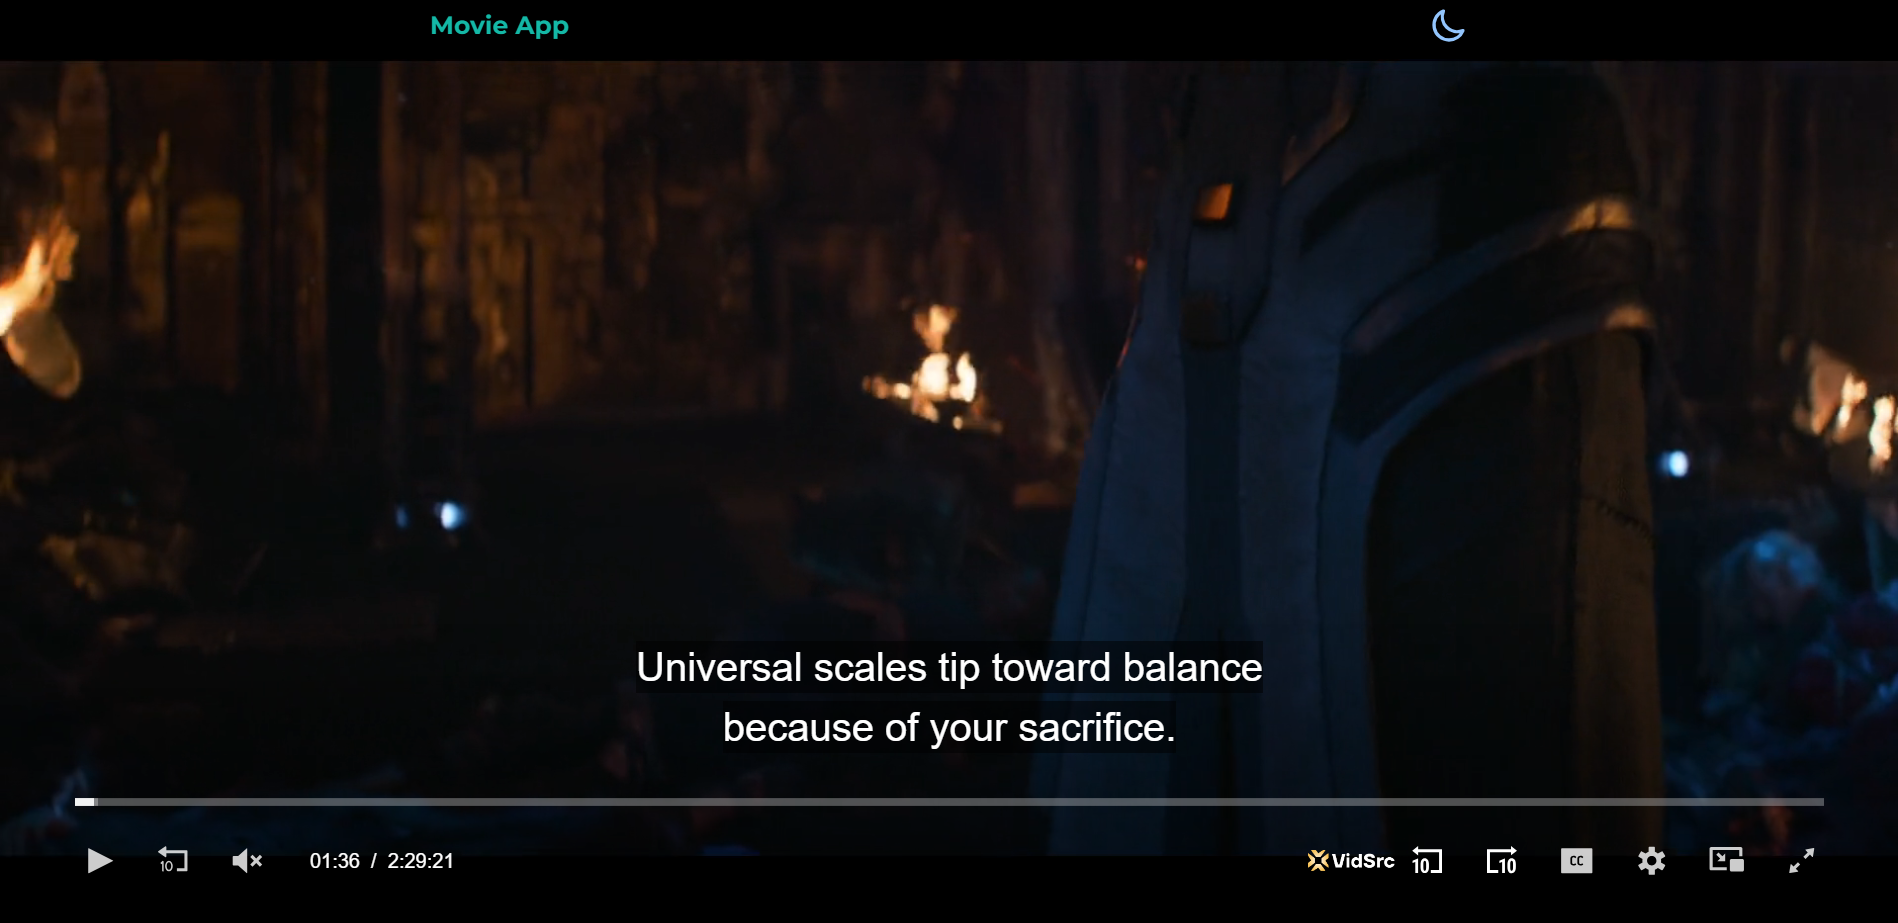 Movie App
Universal scales tip toward balance
because of your sacrifice.
10
01:36 / 2:29:21
VidSrc
10
10
CC